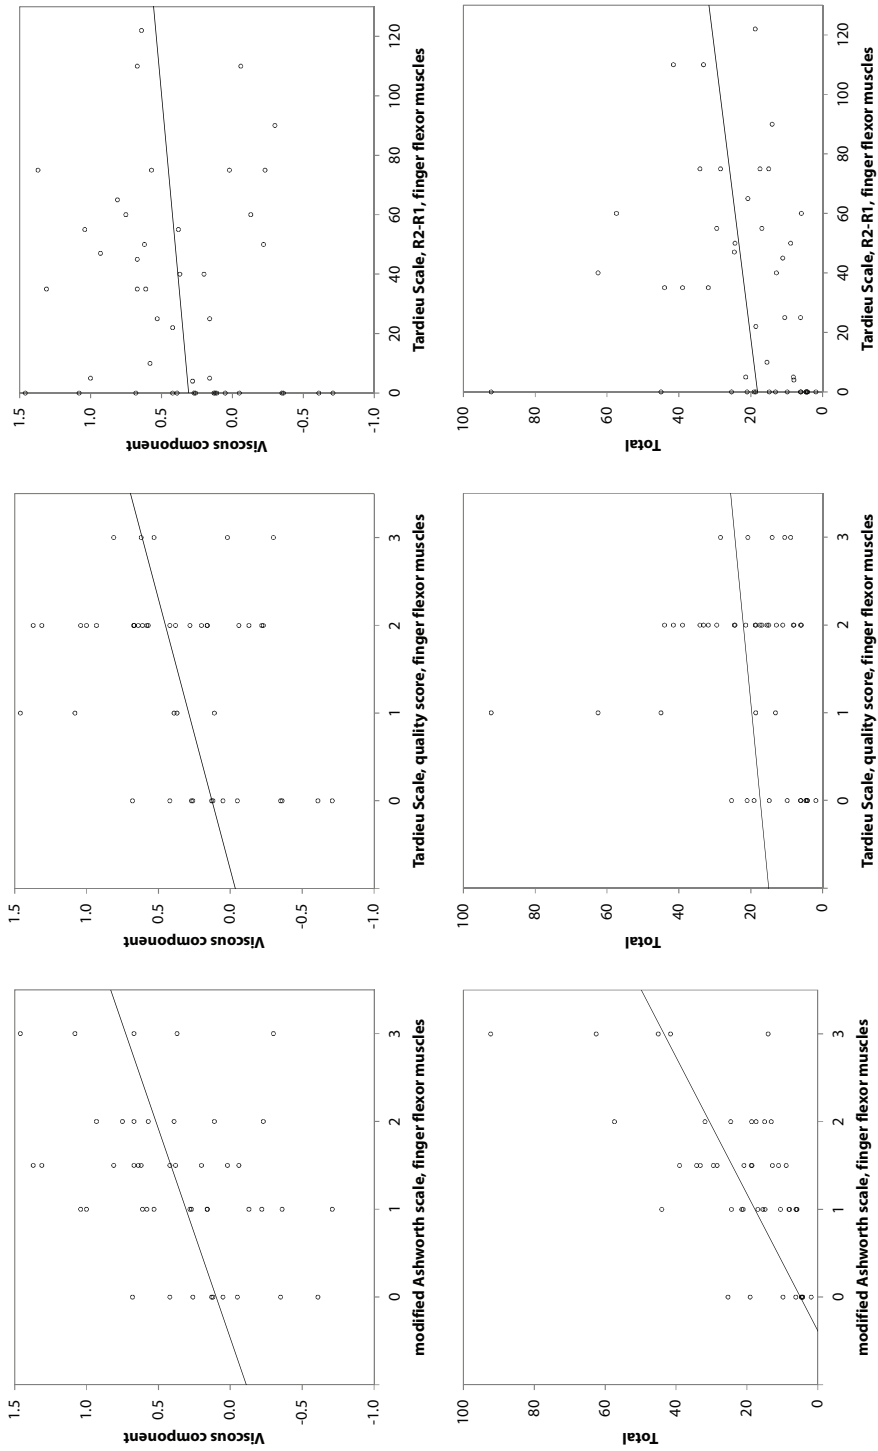 Viscous component
1.5
1.0
0.5
0.0
-0.5
-1.0
0 1 2 3
modified Ashworth scale, finger flexor muscles
Viscous component
1.5
1.0
0.5
0.0
-0.5
-1.0
0 1 2 3
Tardieu Scale, quality score, finger flexor muscles
Viscous component
1.5
1.0
0.5
0.0
-0.5
-1.0
0 20 40 60 80 100 120
Tardieu Scale, R2-R1, finger flexor muscles
Total
100
80
60
40
20
0
0 1 2 3
modified Ashworth scale, finger flexor muscles
Total
100
80
60
40
20
0
0 1 2 3
Tardieu Scale, quality score, finger flexor muscles
Total
100
80
60
40
20
0
0 20 40 60 80 100 120
Tardieu Scale, R2-R1, finger flexor muscles